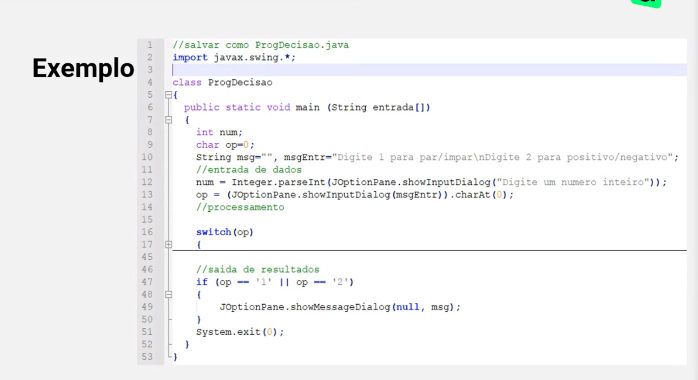 Exemplo
1 //salvar como ProgDecisao.java
2 import javax.swing.*;
3
4 class ProgDecisao
5 {
6 public static void main (String entrada[])
7 {
8 int num;
9 char op=0;
10 String msg="", msgEntr="Digite 1 para par/impar\nDigite 2 para positivo/negativo";
11 //entrada de dados
12 num = Integer.parseInt(JOptionPane.showInputDialog("Digite um numero inteiro"));
13 op = (JOptionPane.showInputDialog(msgEntr)).charAt(0);
14 //processamento
15
16 switch(op)
17 {
45
46 //saida de resultados
47 if (op == '1' || op == '2')
48 {
49 JOptionPane.showMessageDialog(null, msg);
50 }
51 System.exit(0);
52 }
53 }